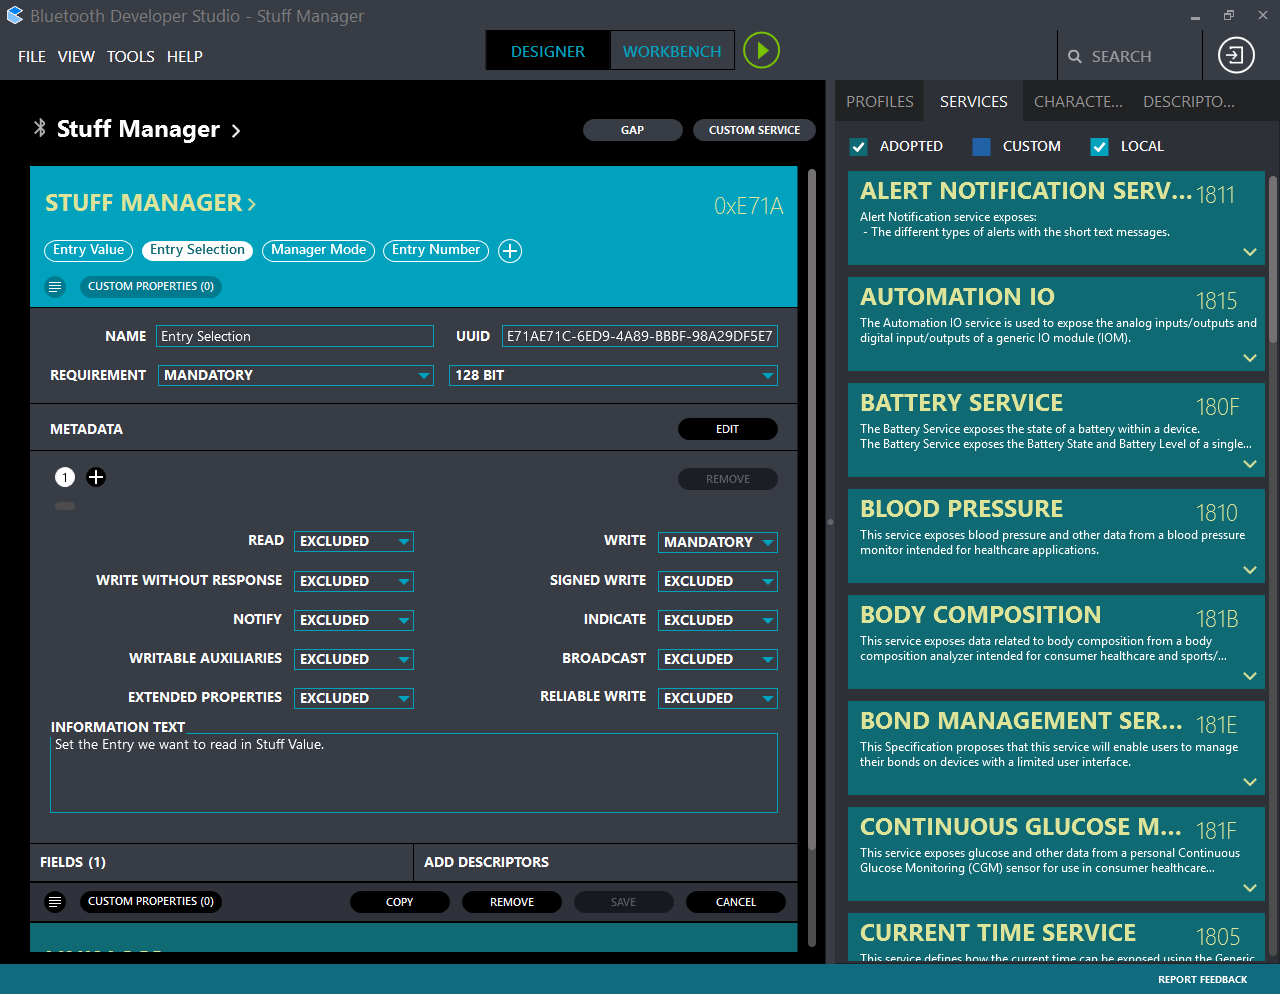 Bluetooth Developer Studio - Stuff Manager
FILE VIEW TOOLS HELP
DESIGNER WORKBENCH
SEARCH
Stuff Manager
GAP CUSTOM SERVICE
STUFF MANAGER
0xE71A
Entry Value Entry Selection Manager Mode Entry Number
CUSTOM PROPERTIES (0)
NAME Entry Selection UUID E71AE71C-6ED9-4A89-BBBF-98A29DF5E7
REQUIREMENT MANDATORY 128 BIT
METADATA EDIT
1 REMOVE
READ EXCLUDED WRITE MANDATORY
WRITE WITHOUT RESPONSE EXCLUDED SIGNED WRITE EXCLUDED
NOTIFY EXCLUDED INDICATE EXCLUDED
WRITABLE AUXILIARIES EXCLUDED BROADCAST EXCLUDED
EXTENDED PROPERTIES EXCLUDED RELIABLE WRITE EXCLUDED
INFORMATION TEXT
Set the Entry we want to read in Stuff Value.
FIELDS (1) ADD DESCRIPTORS
CUSTOM PROPERTIES (0) COPY REMOVE SAVE CANCEL
PROFILES SERVICES CHARACTE... DESCRIPTO...
ADOPTED CUSTOM LOCAL
ALERT NOTIFICATION SERV... 1811
Alert Notification service exposes:
- The different types of alerts with the short text messages.
AUTOMATION IO 1815
The Automation IO service is used to expose the analog inputs/outputs and
digital input/outputs of a generic IO module (IOM).
BATTERY SERVICE 180F
The Battery Service exposes the state of a battery within a device.
The Battery Service exposes the Battery State and Battery Level of a single...
BLOOD PRESSURE 1810
This service exposes blood pressure and other data from a blood pressure
monitor intended for healthcare applications.
BODY COMPOSITION 181B
This service exposes data related to body composition from a body
composition analyzer intended for consumer healthcare and sports/...
BOND MANAGEMENT SER... 181E
This Specification proposes that this service will enable users to manage
their bonds on devices with a limited user interface.
CONTINUOUS GLUCOSE M... 181F
This service exposes glucose and other data from a personal Continuous
Glucose Monitoring (CGM) sensor for use in consumer healthcare...
CURRENT TIME SERVICE 1805
This service defines how the current time can be exposed using the Generic
REPORT FEEDBACK